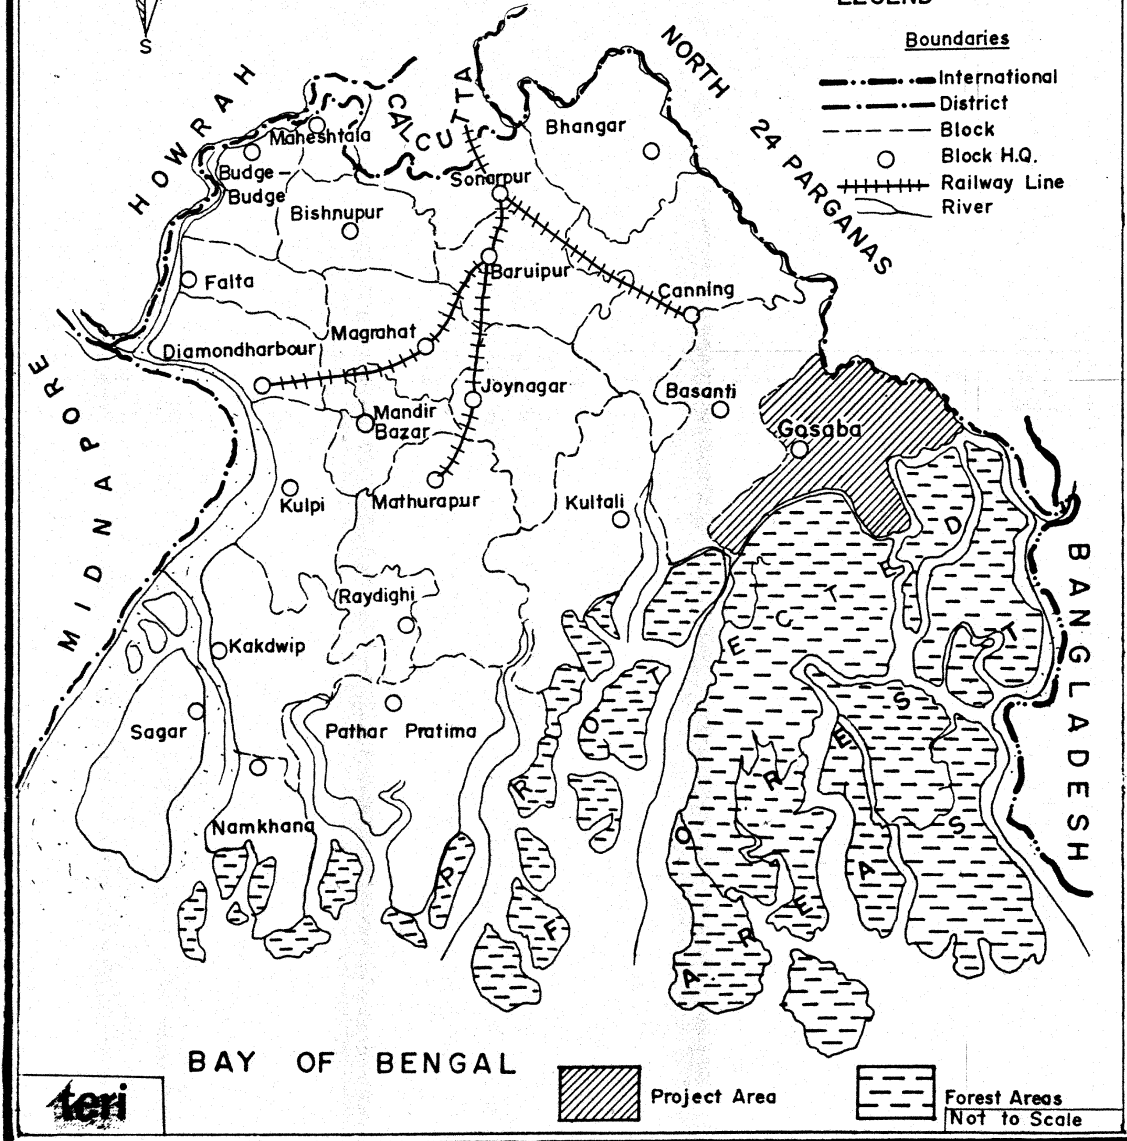 LEGEND
S
Boundaries
International
District
Block
Block H.Q.
Railway Line
River
HOWRAH
CALCUTTA
NORTH 24 PARGANAS
MIDNAPORE
BANGLADESH
Maheshtala
Bhangar
Budge-
Budge
Sonarpur
Bishnupur
Baruipur
Falta
Canning
Magrahat
Diamondharbour
Joynagar
Basanti
Mandir
Bazar
Gosaba
Kulpi
Mathurapur
Kultali
Raydighi
Kakdwip
Sagar
Pathar Pratima
Namkhana
PROTECTED
FOREST
RESERVE
AREAS
BAY OF BENGAL
teri
Project Area
Forest Areas
Not to Scale